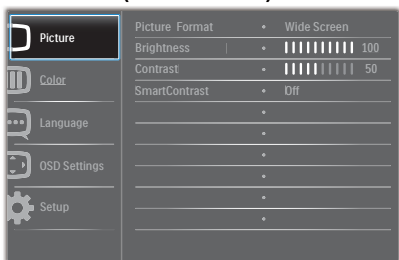 Picture
Color
Language
OSD Settings
Setup
Picture Format • Wide Screen
Brightness • 100
Contrast • 50
SmartContrast • Off